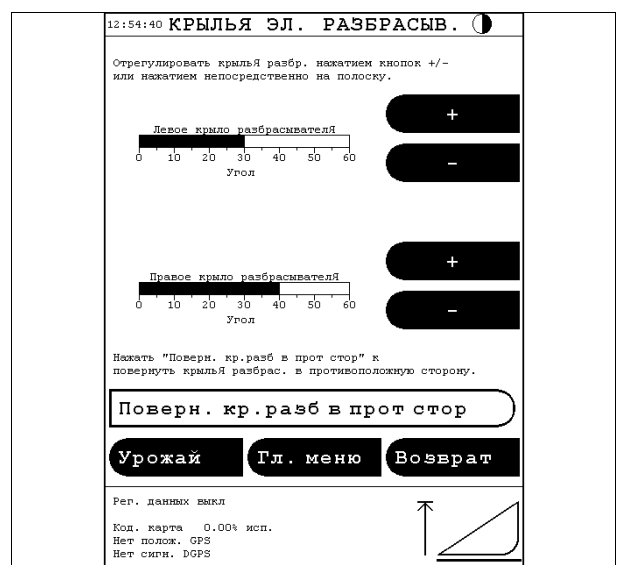 12:54:40 КРЫЛЬЯ ЭЛ. РАЗБРАСЫВ.
Отрегулировать крыльЯ разбр. нажатием кнопок +/-
или нажатием непосредственно на полоску.
+
Левое крыло разбрасывателЯ
0 10 20 30 40 50 60
Угол
-
+
Правое крыло разбрасывателЯ
0 10 20 30 40 50 60
Угол
-
Нажать "Поверн. кр.разб в прот стор" к
повернуть крыльЯ разбрас. в противоположную сторону.
Поверн. кр.разб в прот стор
Урожай Гл. меню Возврат
Рег. данных выкл
Код. карта 0.00% исп.
Нет полож. GPS
Нет сигн. DGPS